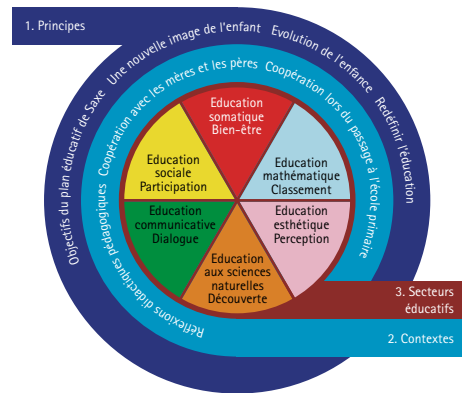 1. Principes
Objectifs du plan éducatif de Saxe
Une nouvelle image de l'enfant
Evolution de l'enfance
Redéfinir l'éducation
Réflexions didactiques pédagogiques
Coopération avec les mères et les pères
Coopération lors du passage à l'école primaire
Education
somatique
Bien-être
Education
sociale
Participation
Education
mathématique
Classement
Education
communicative
Dialogue
Education
esthétique
Perception
Education
aux sciences
naturelles
Découverte
3. Secteurs
éducatifs
2. Contextes